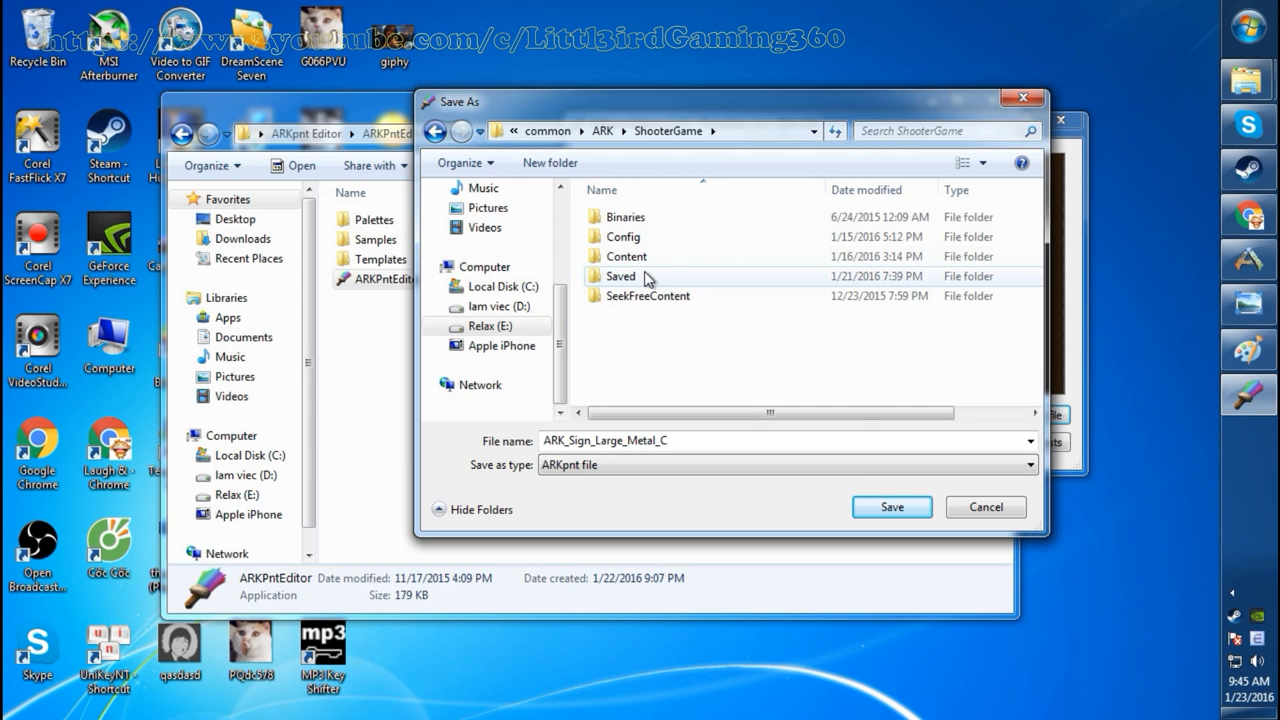 https://www.youtube.com/c/Littl3irdGaming360
Recycle Bin
MSI Afterburner
Video to GIF Converter
DreamScene Seven
G066PVU
giphy
Corel FastFlick X7
Steam - Shortcut
Corel ScreenCap X7
GeForce Experience
Corel VideoStud...
Computer
Google Chrome
Laugh & - Chrome
Open Broadcast...
Cốc Cốc
Skype
UniKeyNT - Shortcut
qasdasd
PQdc578
mp3
MP3 Key Shifter
ARKpnt Editor
ARKPntEd
Organize
Open
Share with
Name
Favorites
Desktop
Downloads
Recent Places
Libraries
Apps
Documents
Music
Pictures
Videos
Computer
Local Disk (C:)
lam viec (D:)
Relax (E:)
Apple iPhone
Network
Palettes
Samples
Templates
ARKPntEdit
ARKPntEditor Date modified: 11/17/2015 4:09 PM Date created: 1/22/2016 9:07 PM
Application Size: 179 KB
Save As
« common ARK ShooterGame
Search ShooterGame
Organize New folder
Music
Pictures
Videos
Computer
Local Disk (C:)
lam viec (D:)
Relax (E:)
Apple iPhone
Network
Name Date modified Type
Binaries 6/24/2015 12:09 AM File folder
Config 1/15/2016 5:12 PM File folder
Content 1/16/2016 3:14 PM File folder
Saved 1/21/2016 7:39 PM File folder
SeekFreeContent 12/23/2015 7:59 PM File folder
File name: ARK_Sign_Large_Metal_C
Save as type: ARKpnt file
Hide Folders
Save Cancel
9:45 AM
1/23/2016